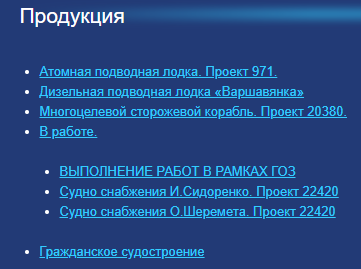 Продукция
Атомная подводная лодка. Проект 971.
Дизельная подводная лодка «Варшавянка»
Многоцелевой сторожевой корабль. Проект 20380.
В работе.
ВЫПОЛНЕНИЕ РАБОТ В РАМКАХ ГОЗ
Судно снабжения И.Сидоренко. Проект 22420
Судно снабжения О.Шеремета. Проект 22420
Гражданское судостроение